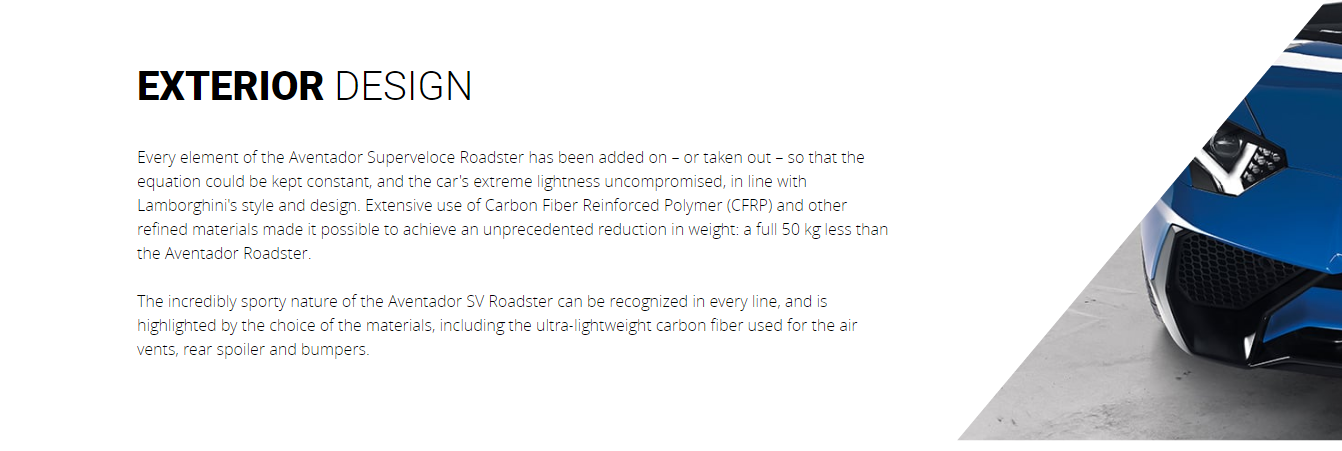 EXTERIOR DESIGN
Every element of the Aventador Superveloce Roadster has been added on – or taken out – so that the
equation could be kept constant, and the car's extreme lightness uncompromised, in line with
Lamborghini's style and design. Extensive use of Carbon Fiber Reinforced Polymer (CFRP) and other
refined materials made it possible to achieve an unprecedented reduction in weight: a full 50 kg less than
the Aventador Roadster.
The incredibly sporty nature of the Aventador SV Roadster can be recognized in every line, and is
highlighted by the choice of the materials, including the ultra-lightweight carbon fiber used for the air
vents, rear spoiler and bumpers.